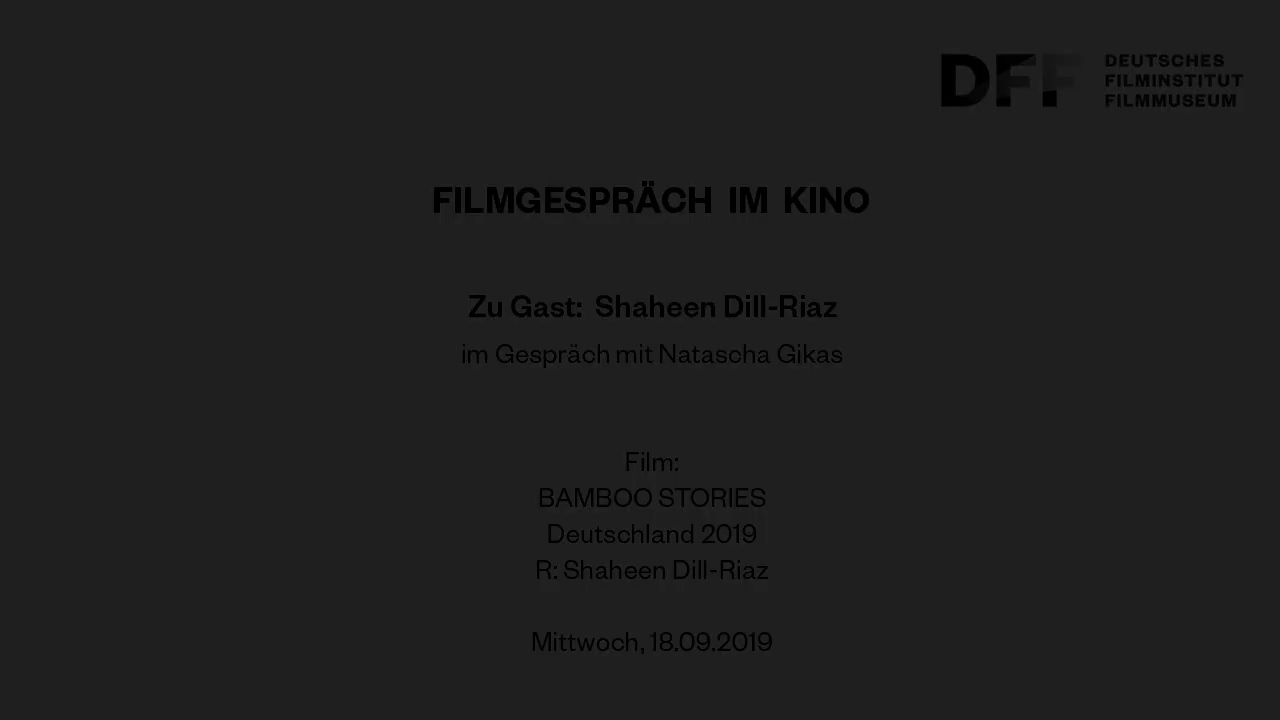 DFF
DEUTSCHES
FILMINSTITUT
FILMMUSEUM
FILMGESPRÄCH IM KINO
Zu Gast: Shaheen Dill-Riaz
im Gespräch mit Natascha Gikas
Film:
BAMBOO STORIES
Deutschland 2019
R: Shaheen Dill-Riaz
Mittwoch, 18.09.2019